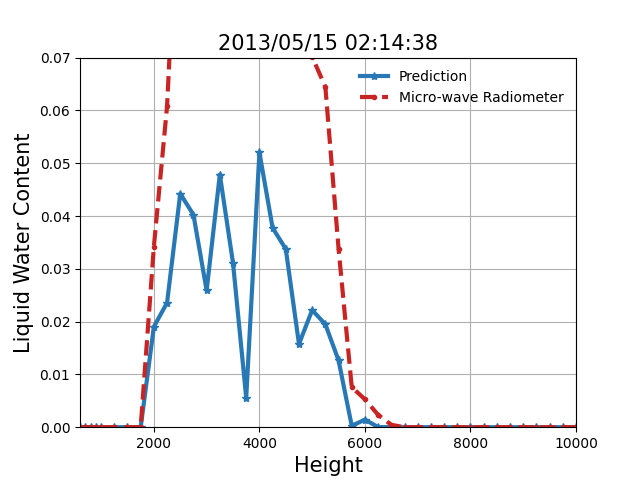 2013/05/15 02:14:38
Liquid Water Content
0.07
0.06
0.05
0.04
0.03
0.02
0.01
0.00
Prediction
Micro-wave Radiometer
2000 4000 6000 8000 10000
Height